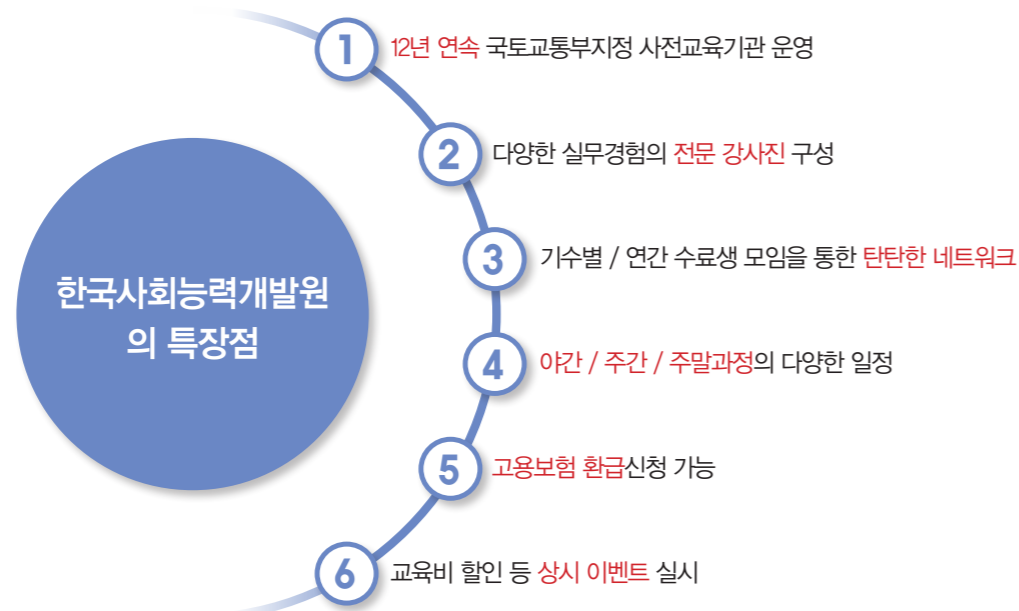 한국사회능력개발원
의 특장점
1 12년 연속 국토교통부지정 사전교육기관 운영
2 다양한 실무경험의 전문 강사진 구성
3 기수별 / 연간 수료생 모임을 통한 탄탄한 네트워크
4 야간 / 주간 / 주말과정의 다양한 일정
5 고용보험 환급신청 가능
6 교육비 할인 등 상시 이벤트 실시